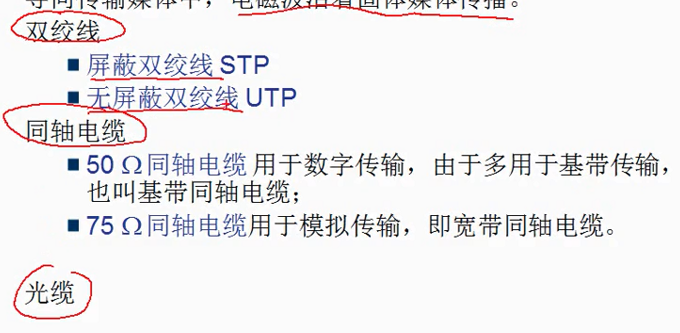 导向传输媒体中，电磁波沿着固体媒体传播。
双绞线
■ 屏蔽双绞线 STP
■ 无屏蔽双绞线 UTP
同轴电缆
■ 50 Ω 同轴电缆 用于数字传输，由于多用于基带传输，
也叫基带同轴电缆；
■ 75 Ω 同轴电缆用于模拟传输，即宽带同轴电缆。
光缆